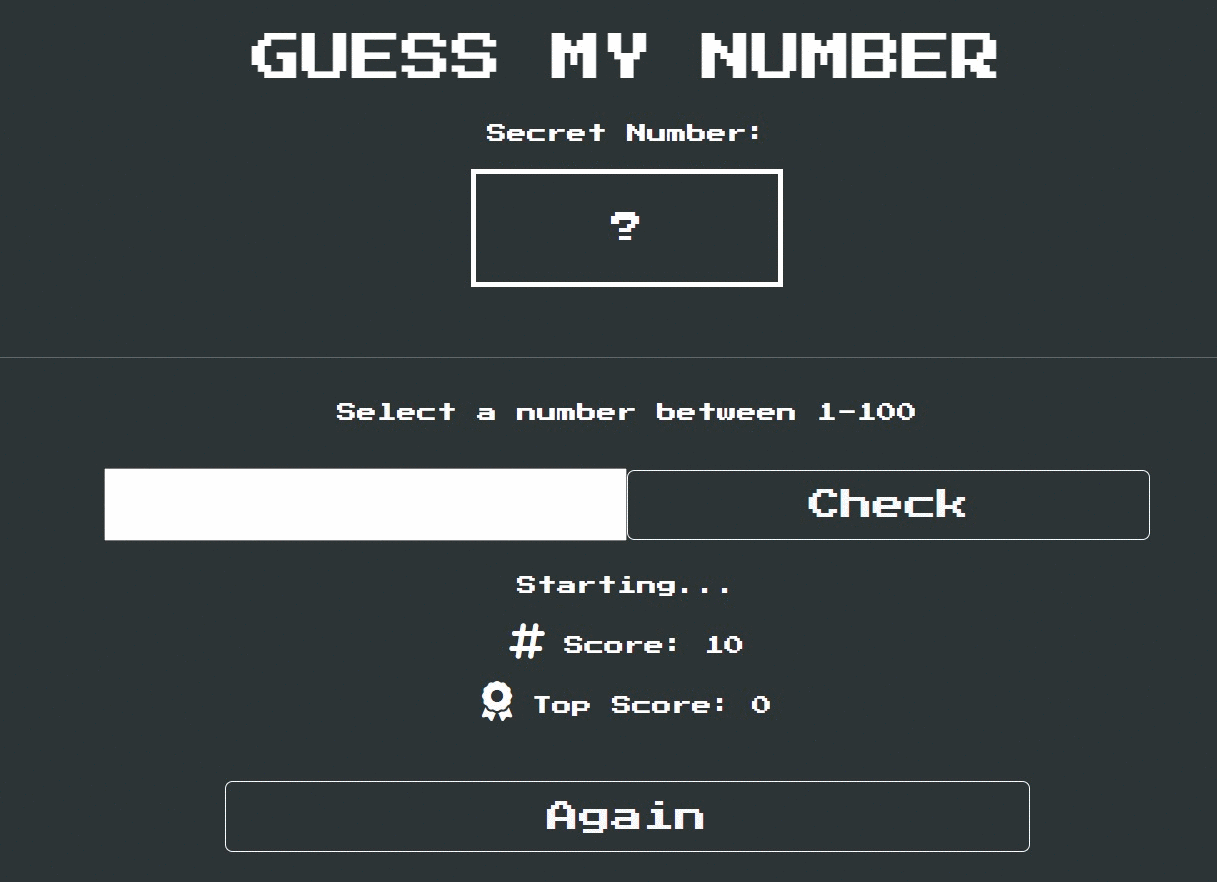 GUESS MY NUMBER
Secret Number:
?
Select a number between 1-100
Check
Starting...
# Score: 10
Top Score: 0
Again